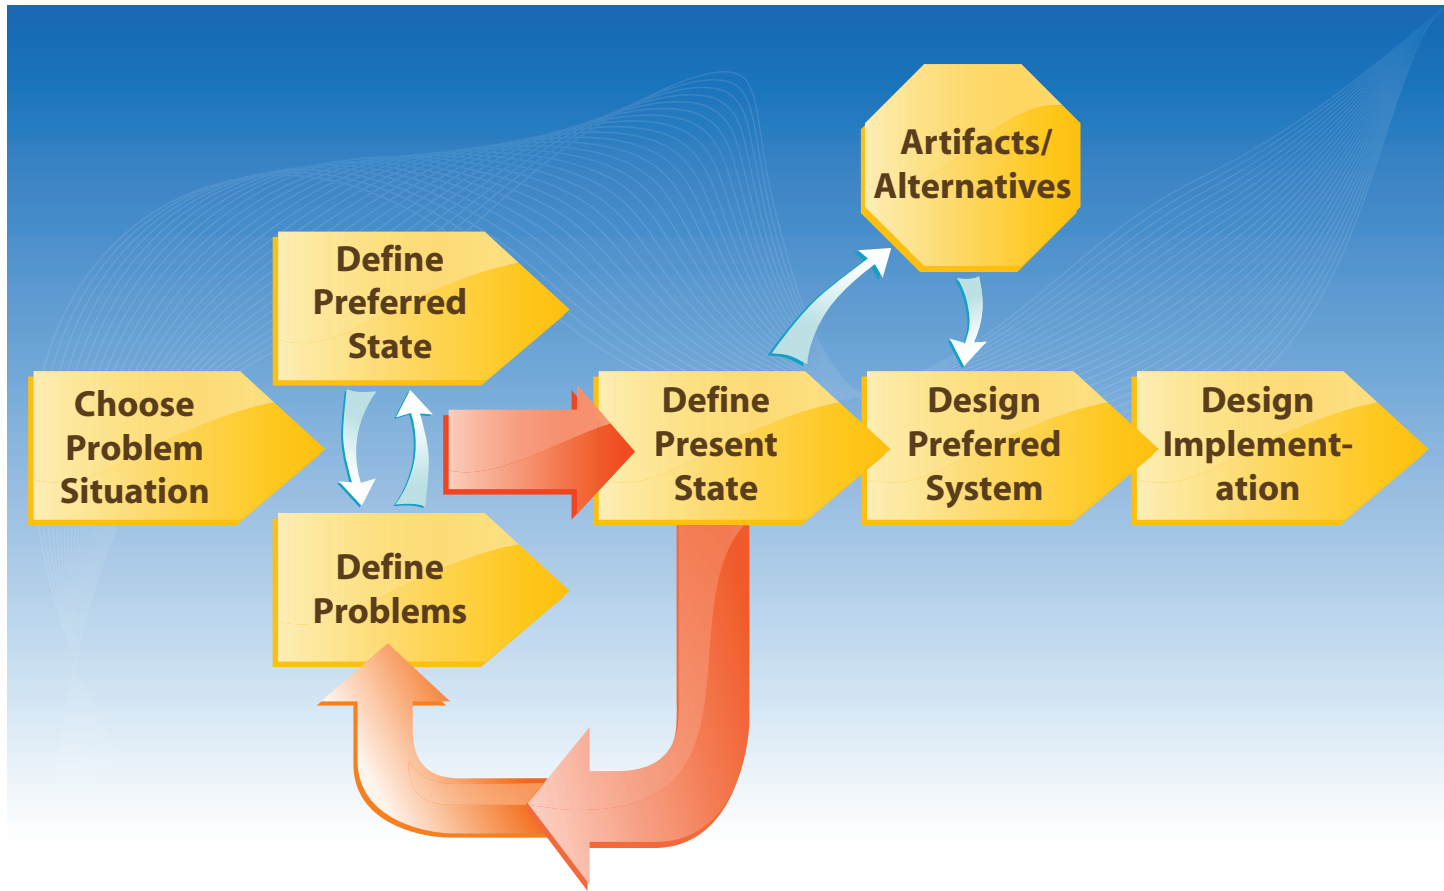 Artifacts/
Alternatives
Define
Preferred
State
Choose
Problem
Situation
Define
Present
State
Design
Preferred
System
Design
Implement-
ation
Define
Problems